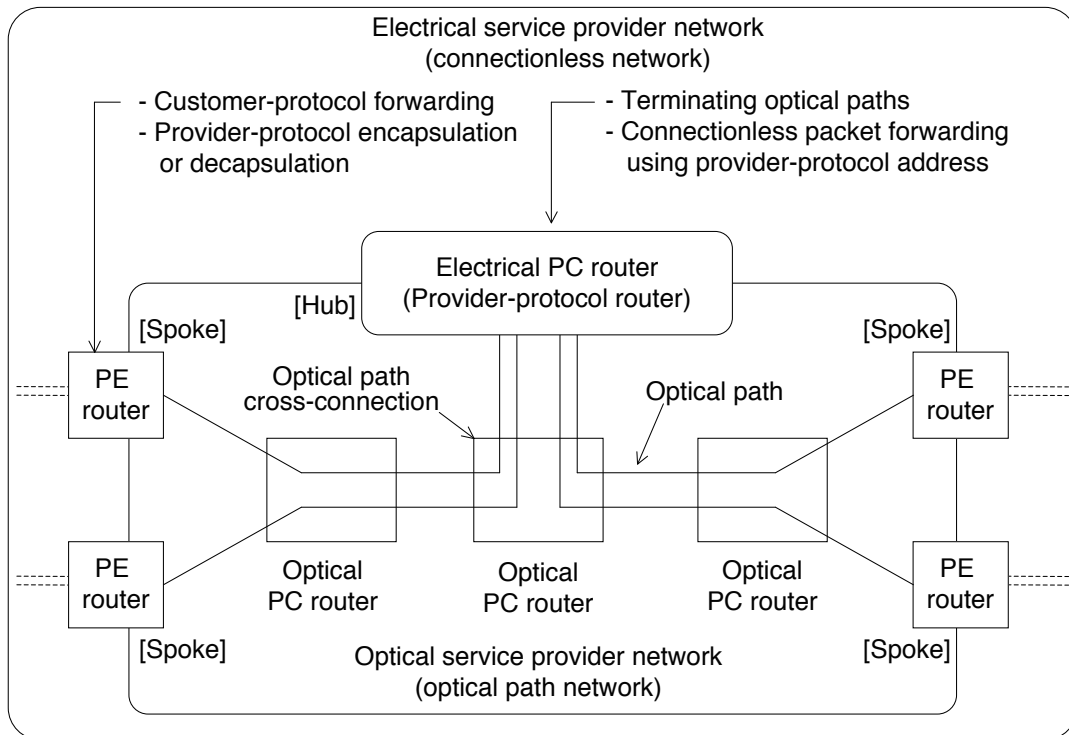 Electrical service provider network
(connectionless network)
- Customer-protocol forwarding
- Provider-protocol encapsulation
or decapsulation
- Terminating optical paths
- Connectionless packet forwarding
using provider-protocol address
Electrical PC router
(Provider-protocol router)
[Hub]
[Spoke]
[Spoke]
PE
router
Optical path
cross-connection
Optical path
PE
router
PE
router
Optical
PC router
Optical
PC router
Optical
PC router
PE
router
[Spoke]
[Spoke]
Optical service provider network
(optical path network)